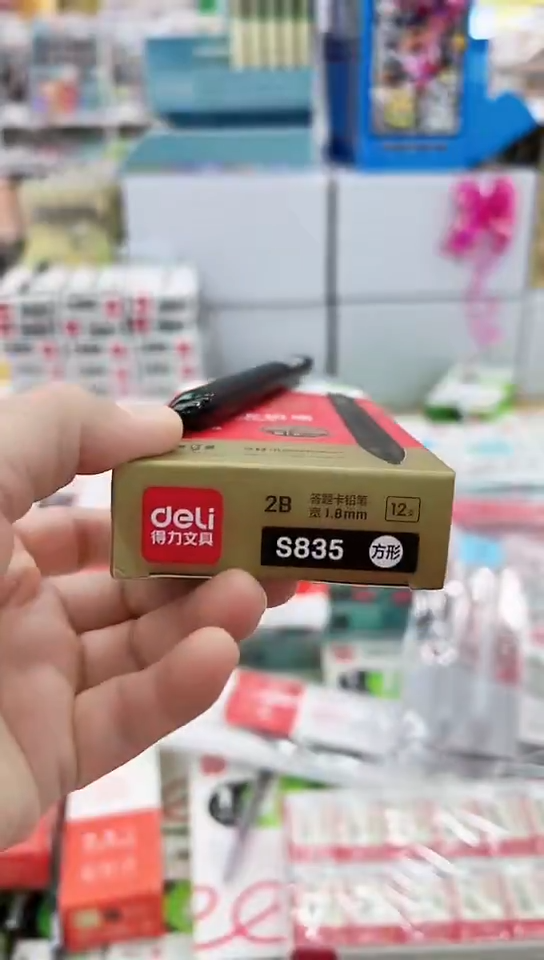 deli
得力文具
2B
答题卡铅笔
宽1.8mm
12支
S835
方形